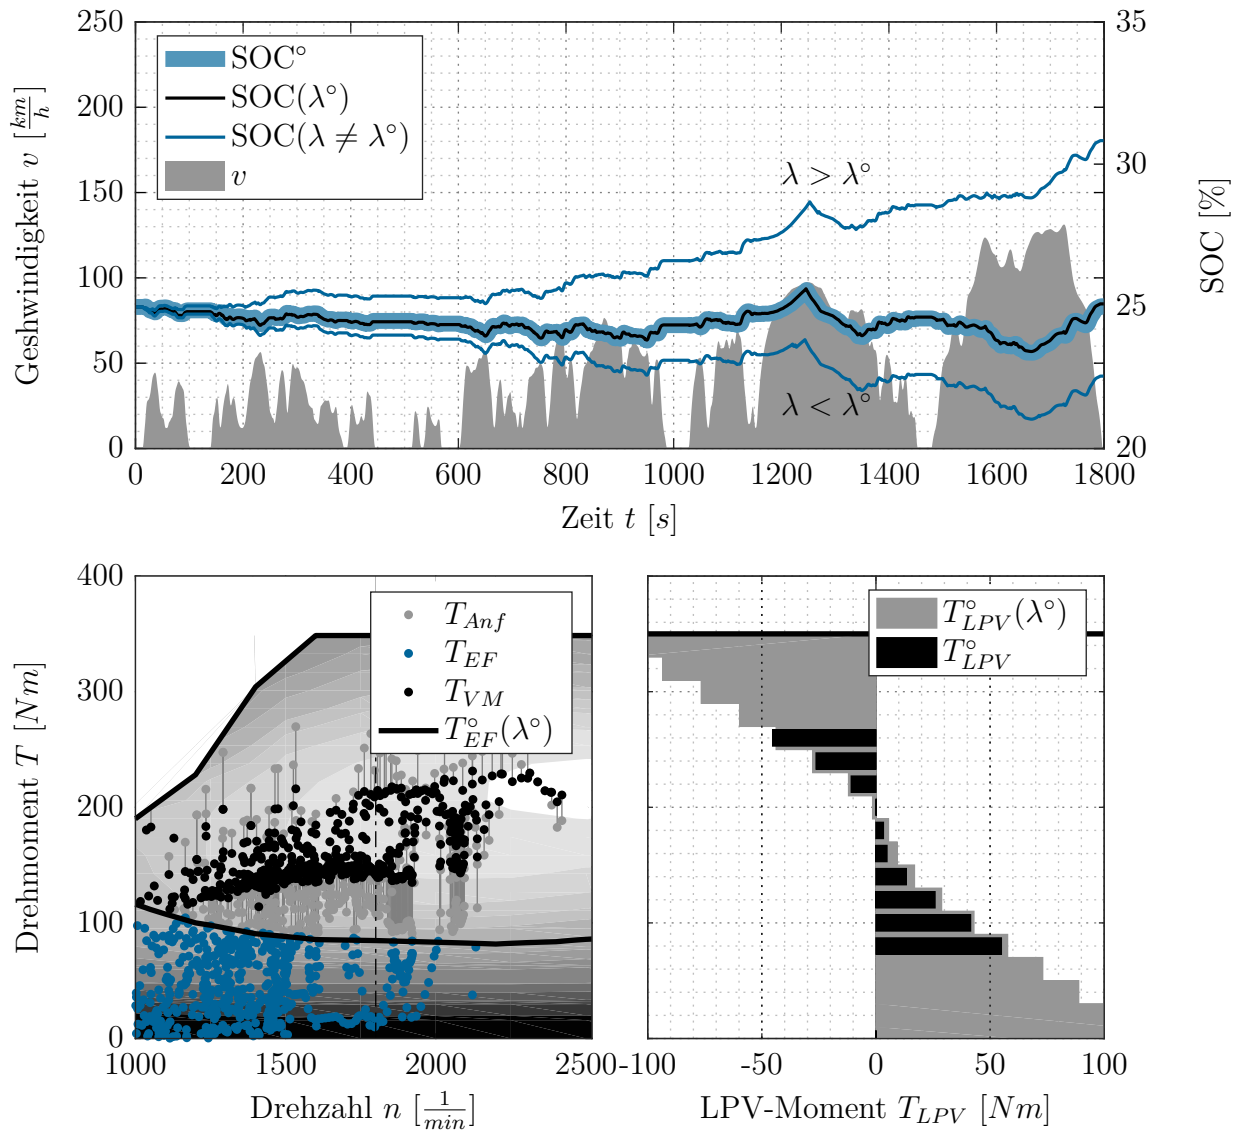 250
200
150
100
50
0
Geshwindigkeit v [km/h]
SOC°
SOC(λ°)
SOC(λ ≠ λ°)
v
λ > λ°
λ < λ°
35
30
25
20
SOC [%]
0 200 400 600 800 1000 1200 1400 1600 1800
Zeit t [s]
400
300
200
100
0
Drehmoment T [Nm]
T_Anf
T_EF
T_VM
T°_EF(λ°)
1000 1500 2000 2500
Drehzahl n [1/min]
T°_LPV(λ°)
T°_LPV
-100 -50 0 50 100
LPV-Moment T_LPV [Nm]